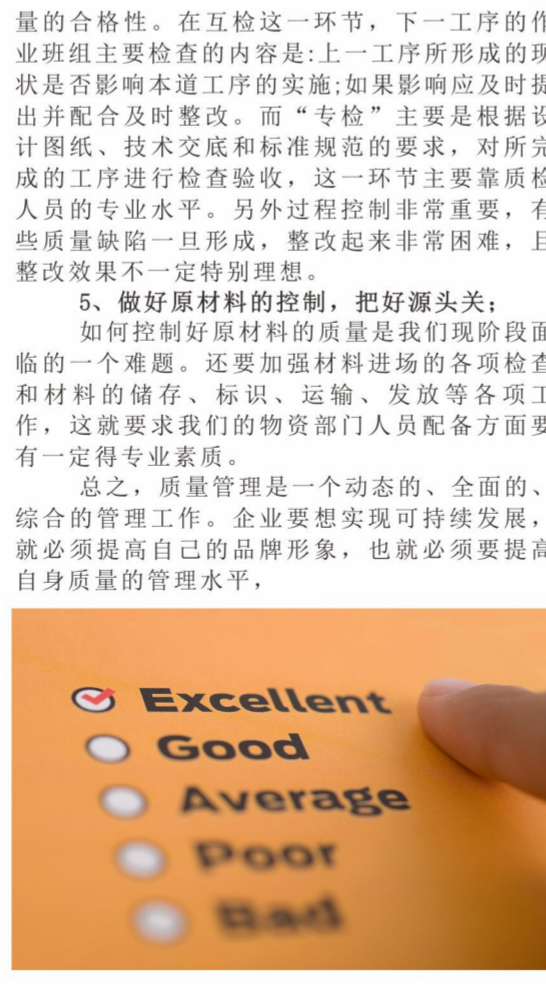 量的合格性。在互检这一环节，下一工序的作
业班组主要检查的内容是:上一工序所形成的现
状是否影响本道工序的实施;如果影响应及时提
出并配合及时整改。而“专检”主要是根据设
计图纸、技术交底和标准规范的要求，对所完
成的工序进行检查验收，这一环节主要靠质检
人员的专业水平。另外过程控制非常重要，有
些质量缺陷一旦形成，整改起来非常困难，且
整改效果不一定特别理想。
5、做好原材料的控制，把好源头关；
如何控制好原材料的质量是我们现阶段面
临的一个难题。还要加强材料进场的各项检查
和材料的储存、标识、运输、发放等各项工
作，这就要求我们的物资部门人员配备方面要
有一定得专业素质。
总之，质量管理是一个动态的、全面的、
综合的管理工作。企业要想实现可持续发展，
就必须提高自己的品牌形象，也就必须要提高
自身质量的管理水平，
Excellent
Good
Average
Poor
Bad